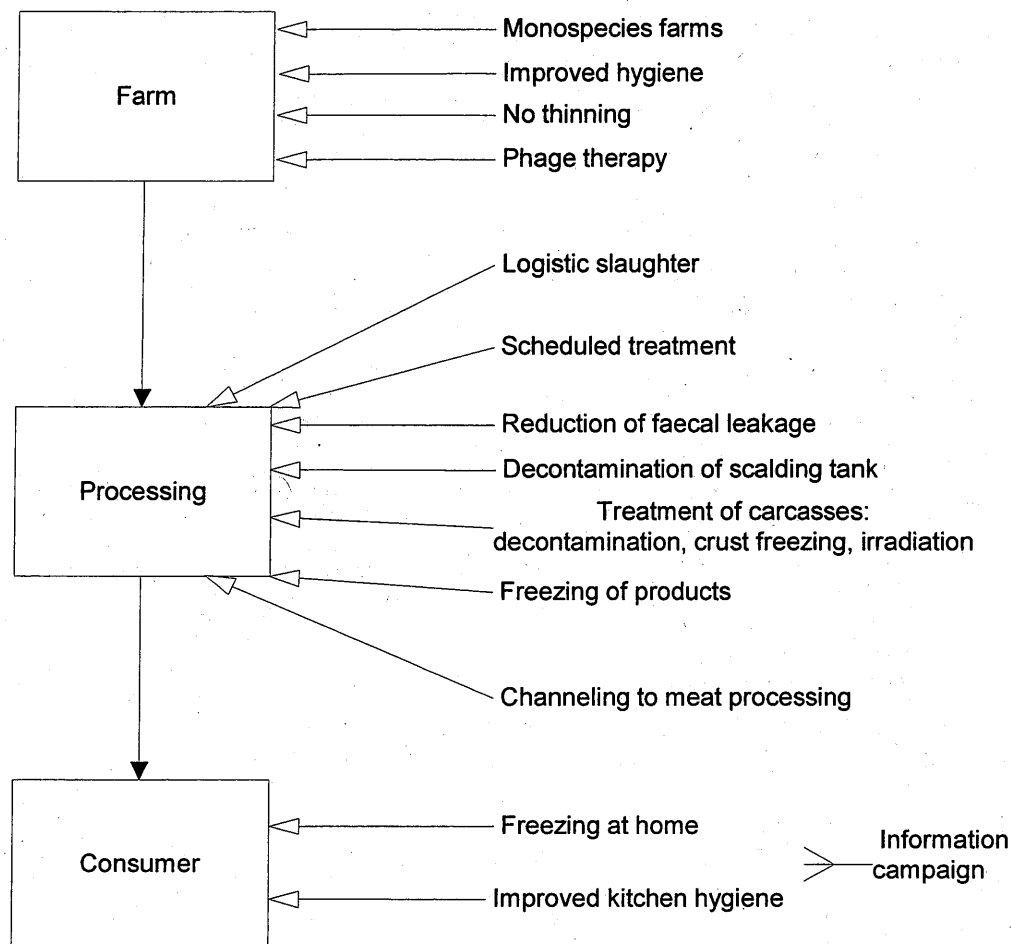 Farm
Monospecies farms
Improved hygiene
No thinning
Phage therapy
Logistic slaughter
Scheduled treatment
Reduction of faecal leakage
Decontamination of scalding tank
Processing
Treatment of carcasses:
decontamination, crust freezing, irradiation
Freezing of products
Channeling to meat processing
Freezing at home
Consumer
Improved kitchen hygiene
Information
campaign